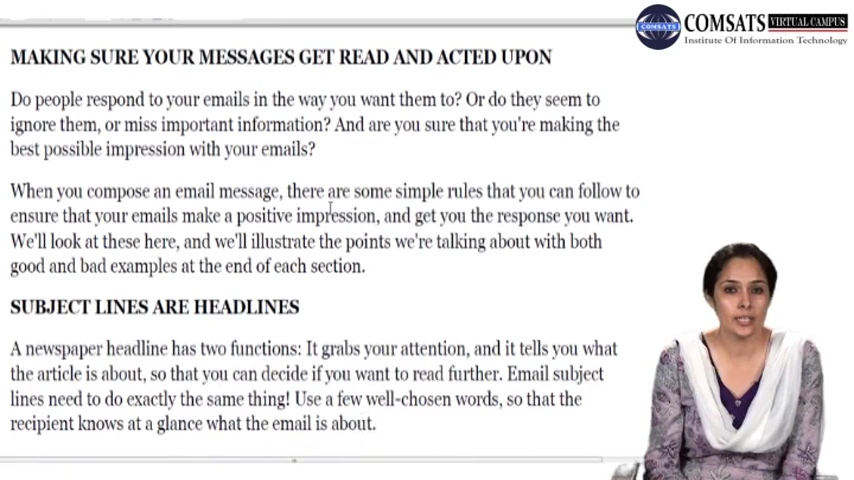 COMSATS VIRTUAL CAMPUS
COMSATS
Institute Of Information Technology
MAKING SURE YOUR MESSAGES GET READ AND ACTED UPON
Do people respond to your emails in the way you want them to? Or do they seem to
ignore them, or miss important information? And are you sure that you're making the
best possible impression with your emails?
When you compose an email message, there are some simple rules that you can follow to
ensure that your emails make a positive impression, and get you the response you want.
We'll look at these here, and we'll illustrate the points we're talking about with both
good and bad examples at the end of each section.
SUBJECT LINES ARE HEADLINES
A newspaper headline has two functions: It grabs your attention, and it tells you what
the article is about, so that you can decide if you want to read further. Email subject
lines need to do exactly the same thing! Use a few well-chosen words, so that the
recipient knows at a glance what the email is about.